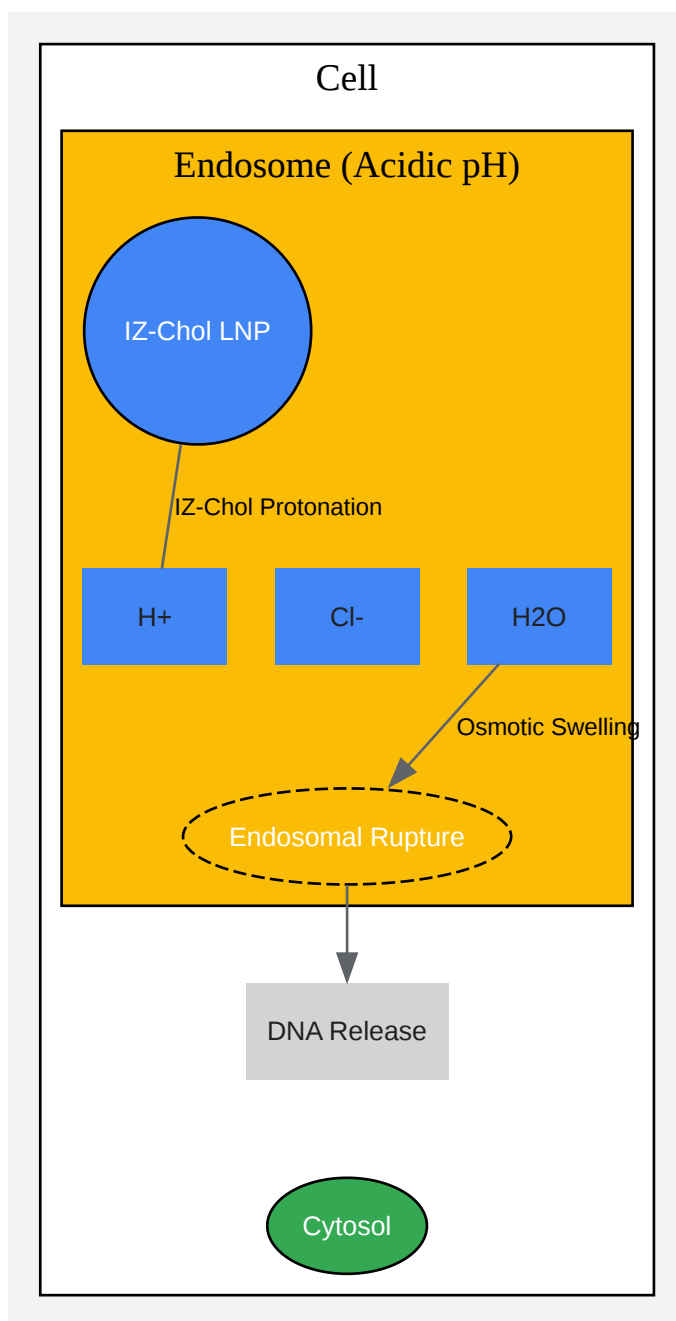 Cell
Endosome (Acidic pH)
IZ-Chol LNP
IZ-Chol Protonation
H+
Cl-
H2O
Osmotic Swelling
Endosomal Rupture
DNA Release
Cytosol